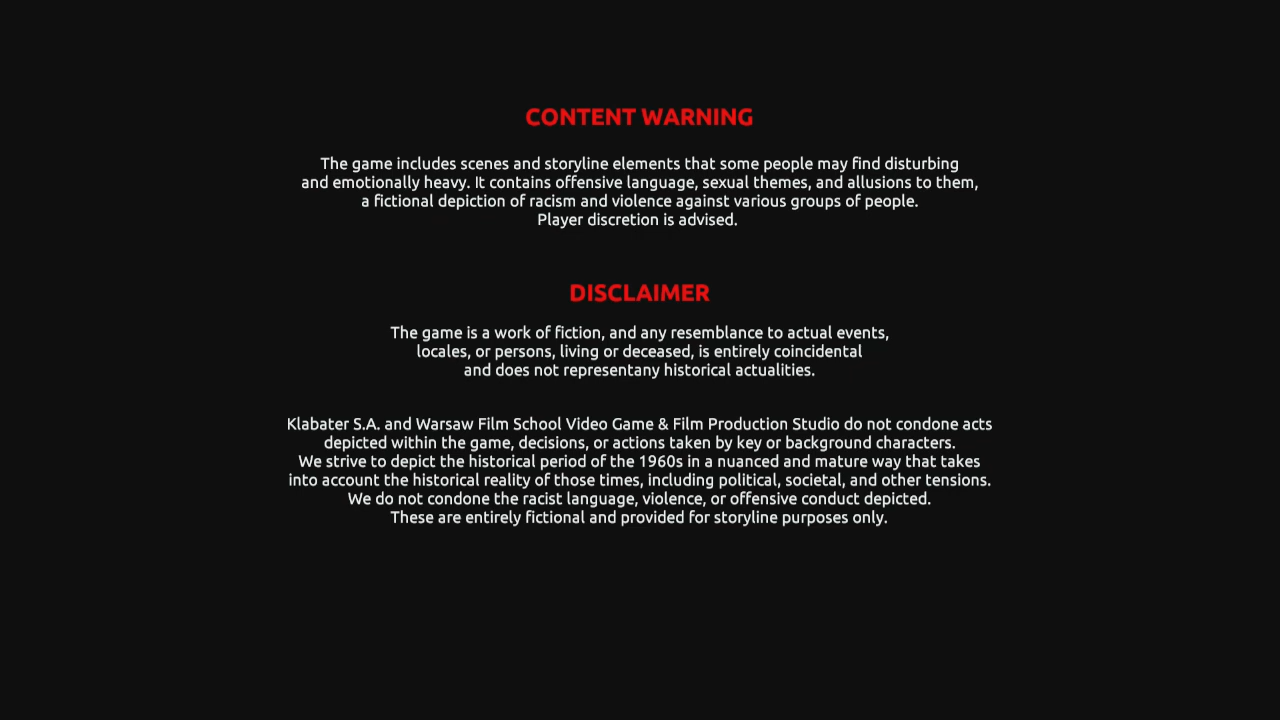 CONTENT WARNING
The game includes scenes and storyline elements that some people may find disturbing
and emotionally heavy. It contains offensive language, sexual themes, and allusions to them,
a fictional depiction of racism and violence against various groups of people.
Player discretion is advised.
DISCLAIMER
The game is a work of fiction, and any resemblance to actual events,
locales, or persons, living or deceased, is entirely coincidental
and does not representany historical actualities.
Klabater S.A. and Warsaw Film School Video Game & Film Production Studio do not condone acts
depicted within the game, decisions, or actions taken by key or background characters.
We strive to depict the historical period of the 1960s in a nuanced and mature way that takes
into account the historical reality of those times, including political, societal, and other tensions.
We do not condone the racist language, violence, or offensive conduct depicted.
These are entirely fictional and provided for storyline purposes only.